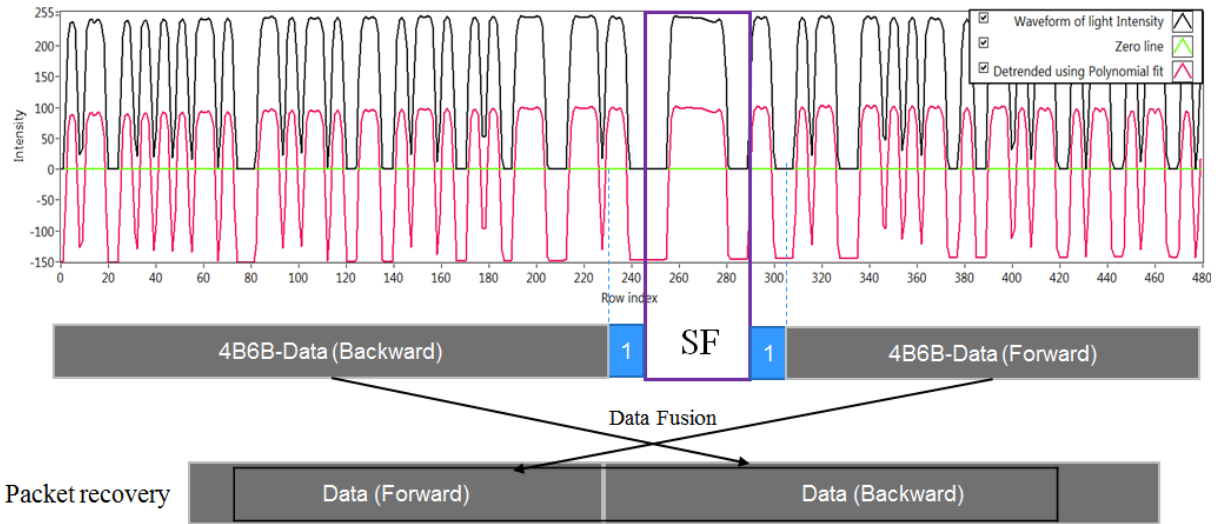 255
200
150
100
50
0
-50
-100
-150
Intensity
Waveform of light Intensity
Zero line
Detrended using Polynomial fit
0 20 40 60 80 100 120 140 160 180 200 220 240 260 280 300 320 340 360 380 400 420 440 460 480
Row index
4B6B-Data (Backward) 1 SF 1 4B6B-Data (Forward)
Data Fusion
Packet recovery Data (Forward) Data (Backward)